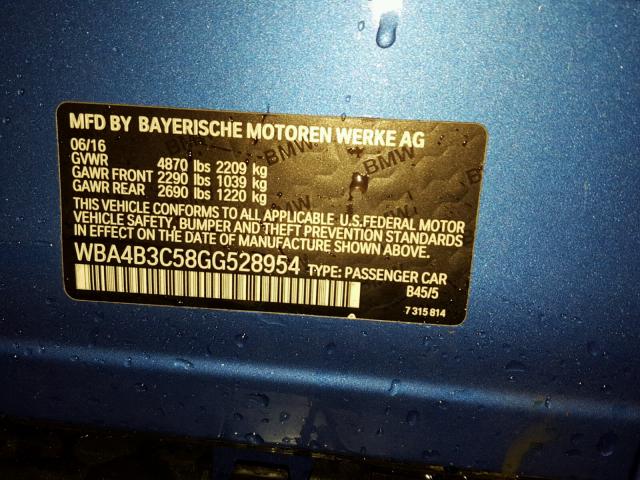 MFD BY BAYERISCHE MOTOREN WERKE AG
06/16
GVWR 4870 lbs 2209 kg
GAWR FRONT 2290 lbs 1039 kg
GAWR REAR 2690 lbs 1220 kg
THIS VEHICLE CONFORMS TO ALL APPLICABLE U.S.FEDERAL MOTOR
VEHICLE SAFETY, BUMPER AND THEFT PREVENTION STANDARDS
IN EFFECT ON THE DATE OF MANUFACTURE SHOWN ABOVE.
WBA4B3C58GG528954 TYPE: PASSENGER CAR
B45/5
7 315 814
BMW
BMW
BMW